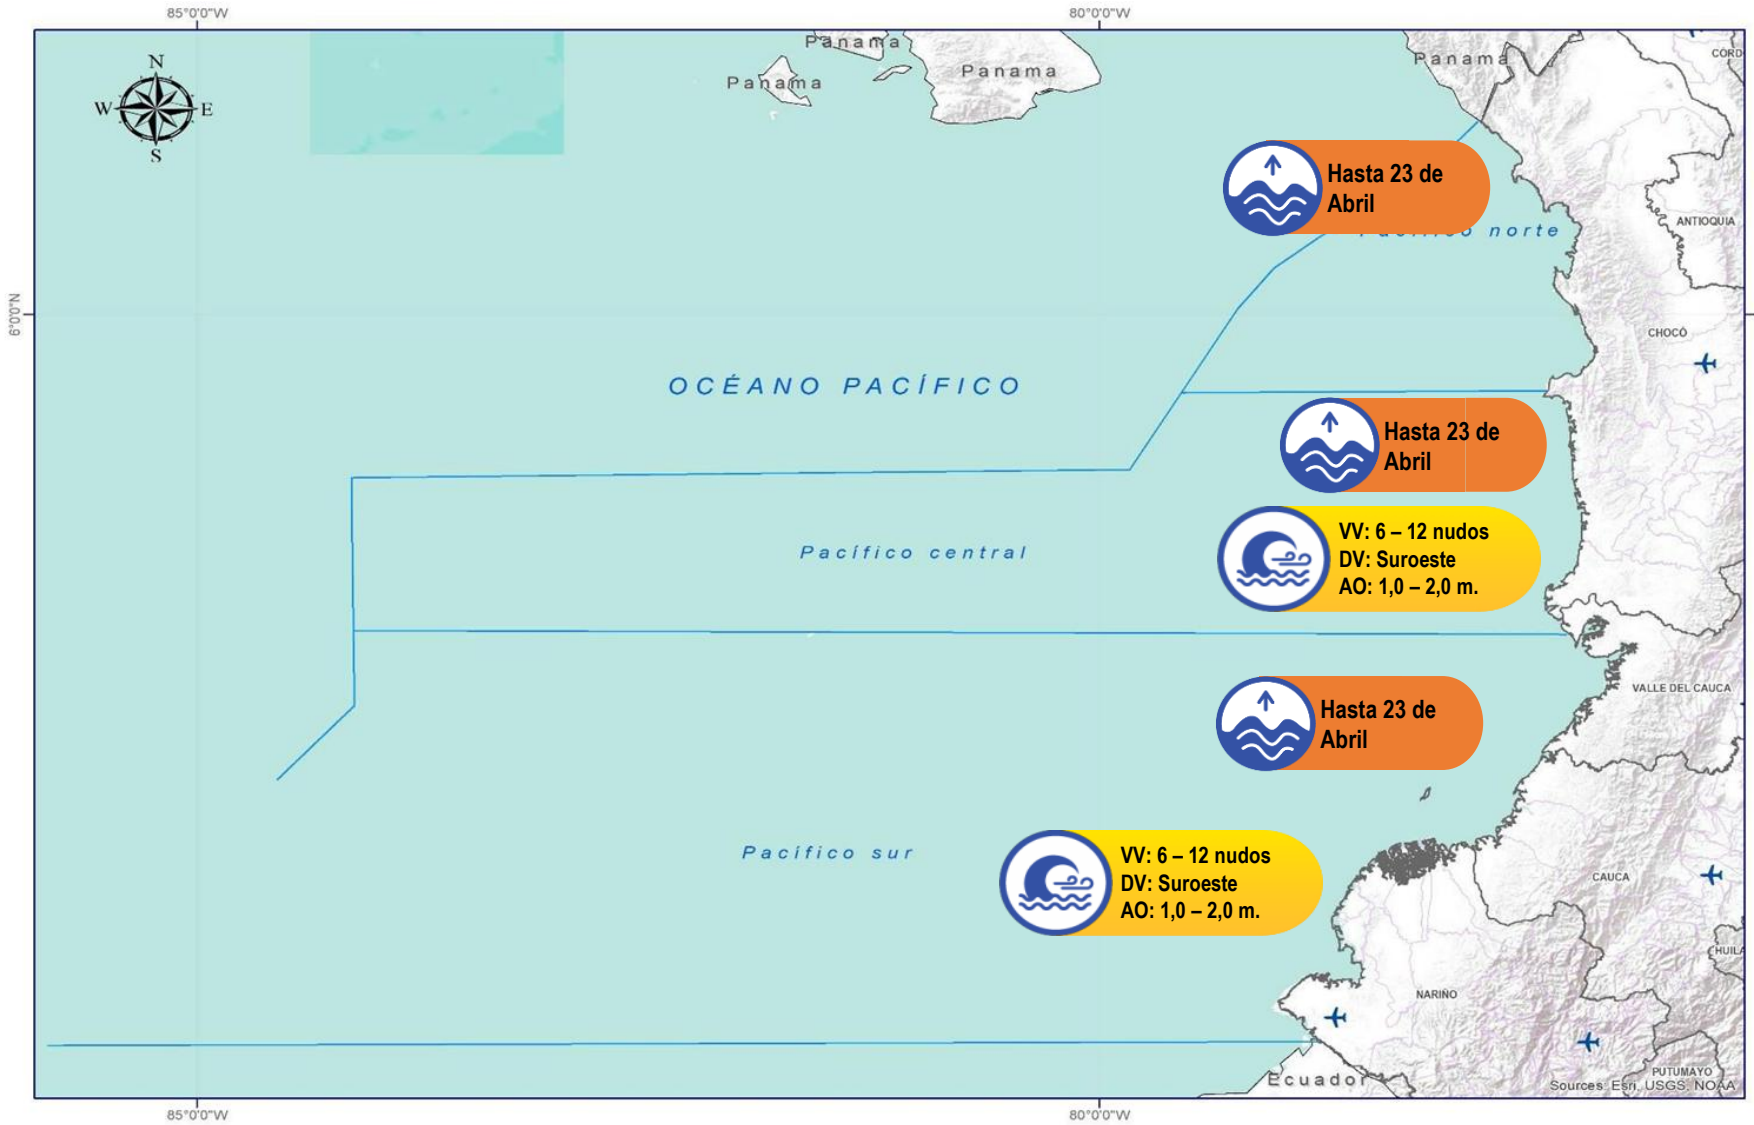 85°0'0"W
80°0'0"W
N
W
E
S
Panama
Panama
Panama
Panama
CORD
Hasta 23 de
Abril
ANTIOQUIA
norte
6°0'0"N
CHOCÓ
OCÉANO PACÍFICO
Hasta 23 de
Abril
VV: 6 – 12 nudos
DV: Suroeste
AO: 1,0 – 2,0 m.
Pacífico central
VALLE DEL CAUCA
Hasta 23 de
Abril
Pacífico sur
VV: 6 – 12 nudos
DV: Suroeste
AO: 1,0 – 2,0 m.
CAUCA
HUILA
NARIÑO
PUTUMAYO
Ecuador
Sources: Esri, USGS, NOAA
85°0'0"W
80°0'0"W